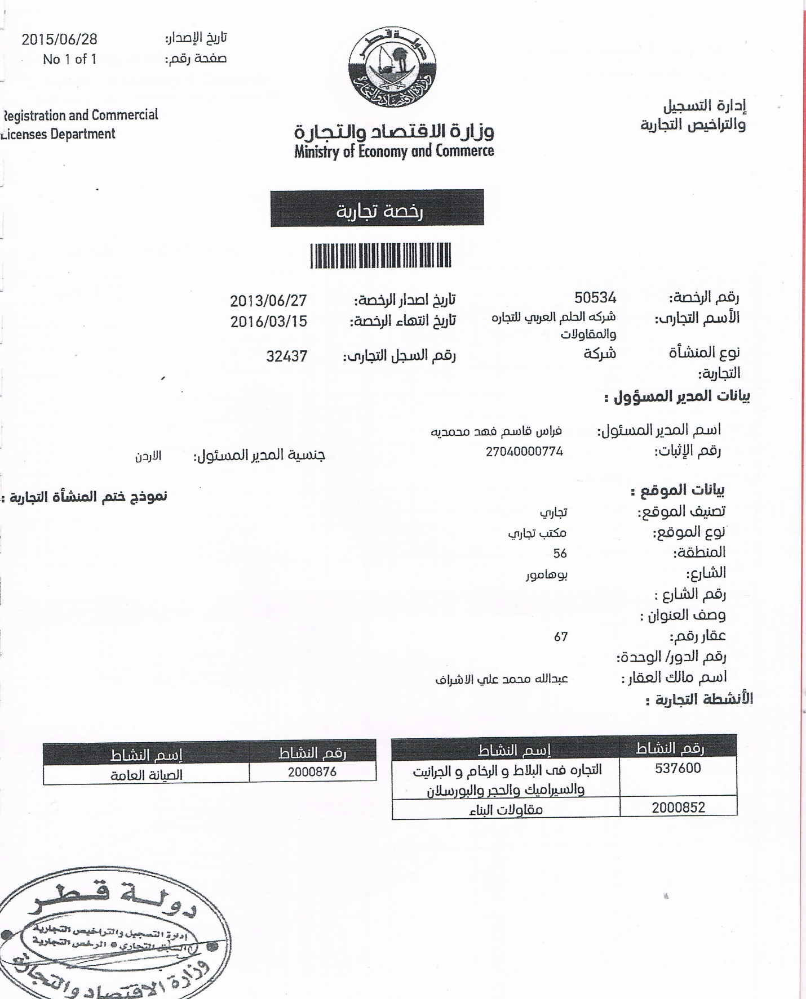 تاريخ الإصدار: 2015/06/28
صفحة رقم: No 1 of 1
دولة قطر
وزارة الاقتصاد والتجارة
إدارة التسجيل
والتراخيص التجارية
Registration and Commercial
Licenses Department
وزارة الاقتصاد والتجارة
Ministry of Economy and Commerce
رخصة تجارية
رقم الرخصة: 50534 تاريخ اصدار الرخصة: 2013/06/27
الأسم التجارى: شركه الحلم العربي للتجاره تاريخ انتهاء الرخصة: 2016/03/15
والمقاولات
نوع المنشأة شركة رقم السجل التجارى: 32437
التجارية:
بيانات المدير المسؤول :
اسم المدير المسئول: فراس قاسم فهد محمديه
رقم الإثبات: 27040000774 جنسية المدير المسئول: الاردن
بيانات الموقع : نموذج ختم المنشأة التجارية :
تصنيف الموقع: تجاري
نوع الموقع: مكتب تجاري
المنطقة: 56
الشارع: بوهامور
رقم الشارع :
وصف العنوان :
عقار رقم: 67
رقم الدور/ الوحدة:
اسم مالك العقار : عبدالله محمد علي الاشراف
الأنشطة التجارية :
رقم النشاط إسم النشاط رقم النشاط إسم النشاط
537600 التجاره فى البلاط و الرخام و الجرانيت 2000876 الصيانة العامة
والسيراميك والحجر والبورسلان
2000852 مقاولات البناء
دولة قطر
إدارة التسجيل والتراخيص التجارية
السجل التجاري • الرخص التجارية
وزارة الاقتصاد والتجارة